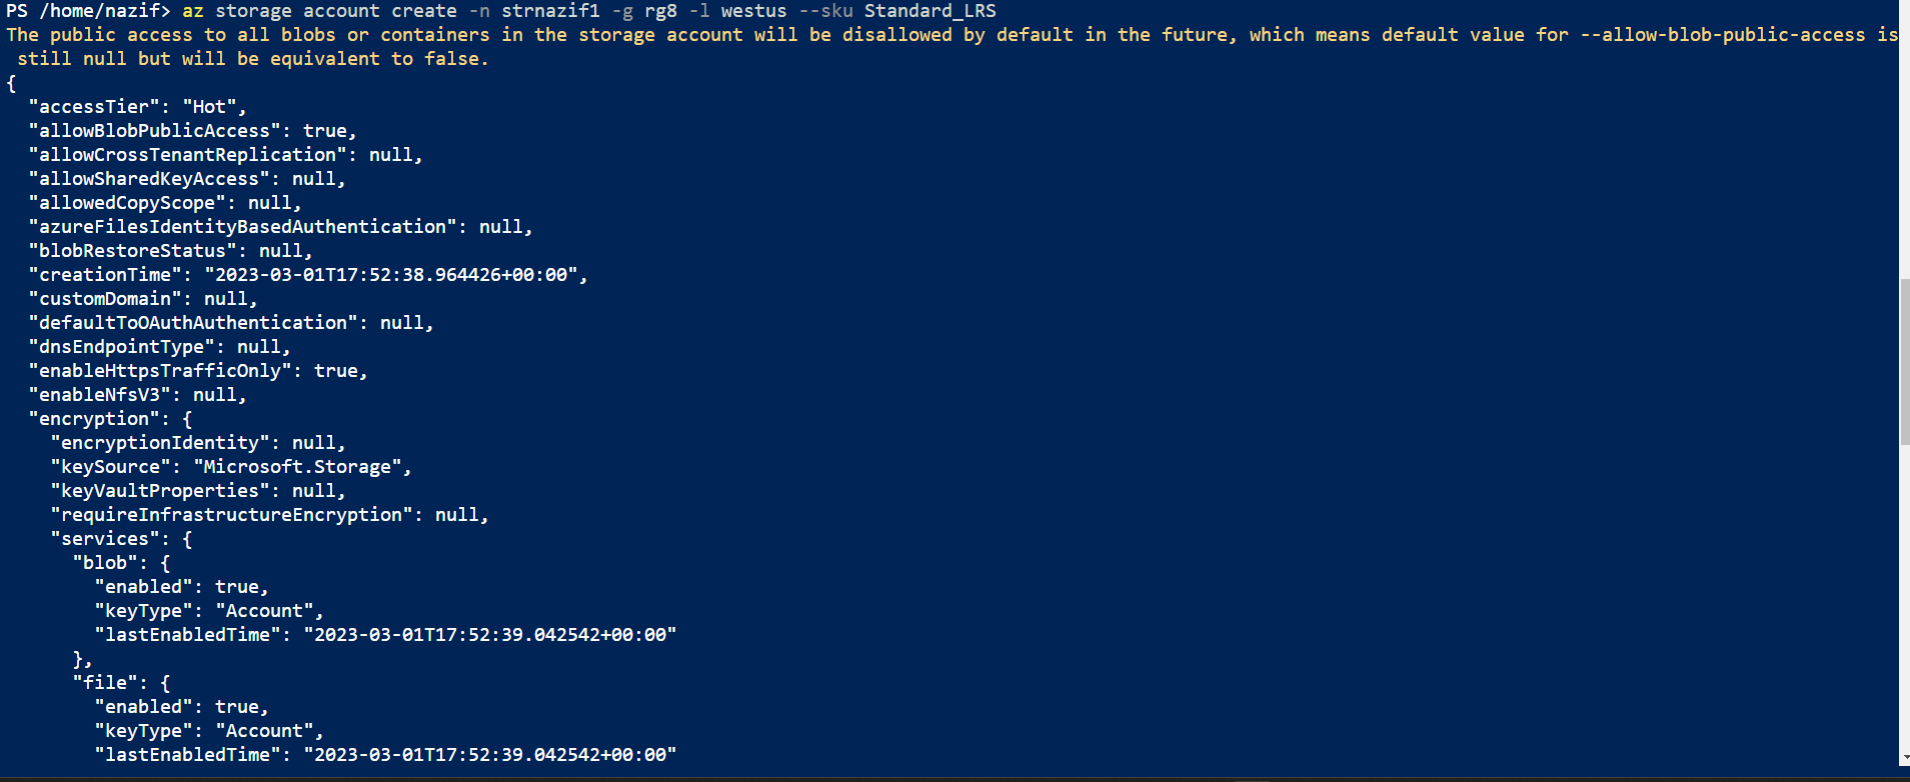 PS /home/nazif> az storage account create -n strnazif1 -g rg8 -l westus --sku Standard_LRS
The public access to all blobs or containers in the storage account will be disallowed by default in the future, which means default value for --allow-blob-public-access is
 still null but will be equivalent to false.
{
  "accessTier": "Hot",
  "allowBlobPublicAccess": true,
  "allowCrossTenantReplication": null,
  "allowSharedKeyAccess": null,
  "allowedCopyScope": null,
  "azureFilesIdentityBasedAuthentication": null,
  "blobRestoreStatus": null,
  "creationTime": "2023-03-01T17:52:38.964426+00:00",
  "customDomain": null,
  "defaultToOAuthAuthentication": null,
  "dnsEndpointType": null,
  "enableHttpsTrafficOnly": true,
  "enableNfsV3": null,
  "encryption": {
    "encryptionIdentity": null,
    "keySource": "Microsoft.Storage",
    "keyVaultProperties": null,
    "requireInfrastructureEncryption": null,
    "services": {
      "blob": {
        "enabled": true,
        "keyType": "Account",
        "lastEnabledTime": "2023-03-01T17:52:39.042542+00:00"
      },
      "file": {
        "enabled": true,
        "keyType": "Account",
        "lastEnabledTime": "2023-03-01T17:52:39.042542+00:00"